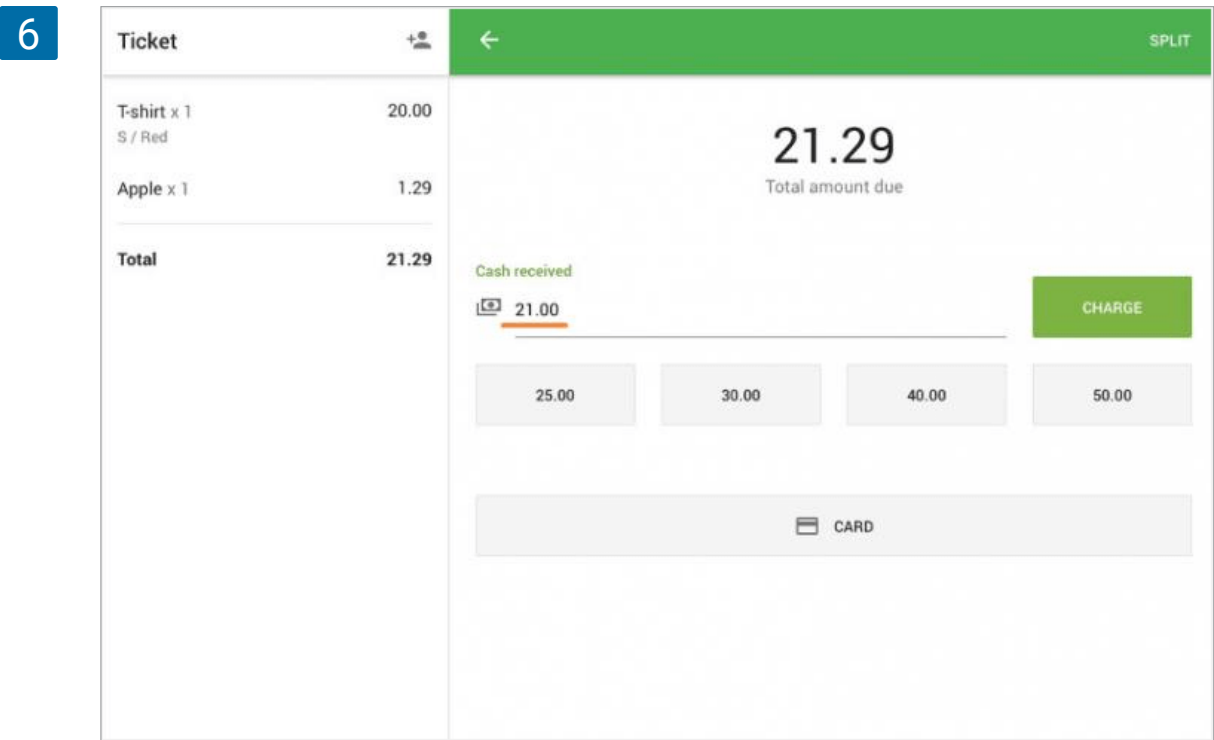 6
Ticket
SPLIT
T-shirt x 1 20.00
S / Red
Apple x 1 1.29
Total 21.29
21.29
Total amount due
Cash received
21.00
CHARGE
25.00 30.00 40.00 50.00
CARD